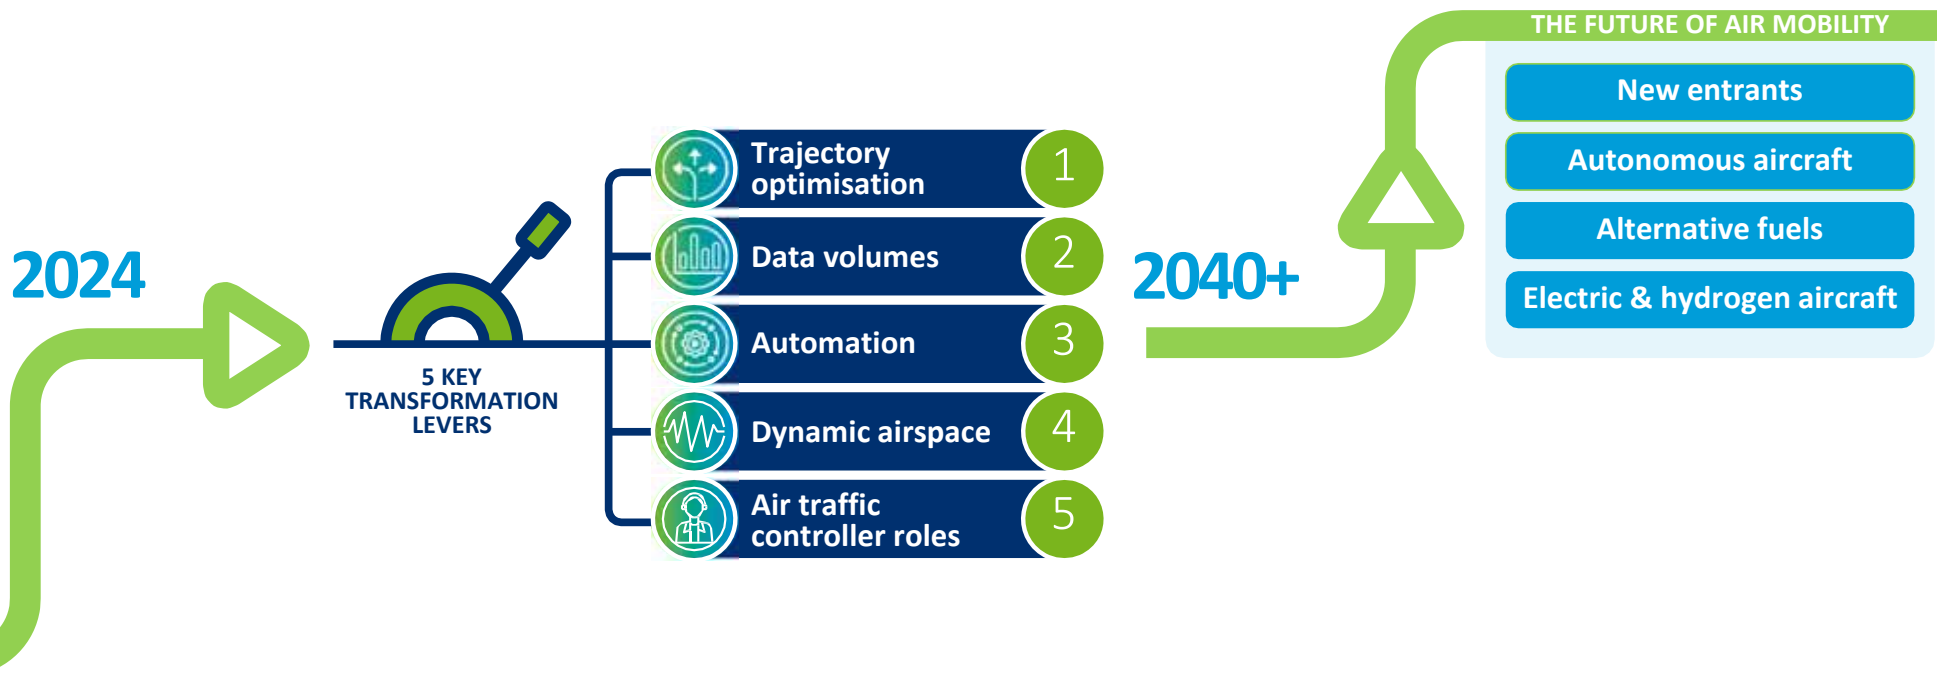 2024
5 KEY
TRANSFORMATION
LEVERS
Trajectory
optimisation
1
Data volumes
2
Automation
3
Dynamic airspace
4
Air traffic
controller roles
5
2040+
THE FUTURE OF AIR MOBILITY
New entrants
Autonomous aircraft
Alternative fuels
Electric & hydrogen aircraft